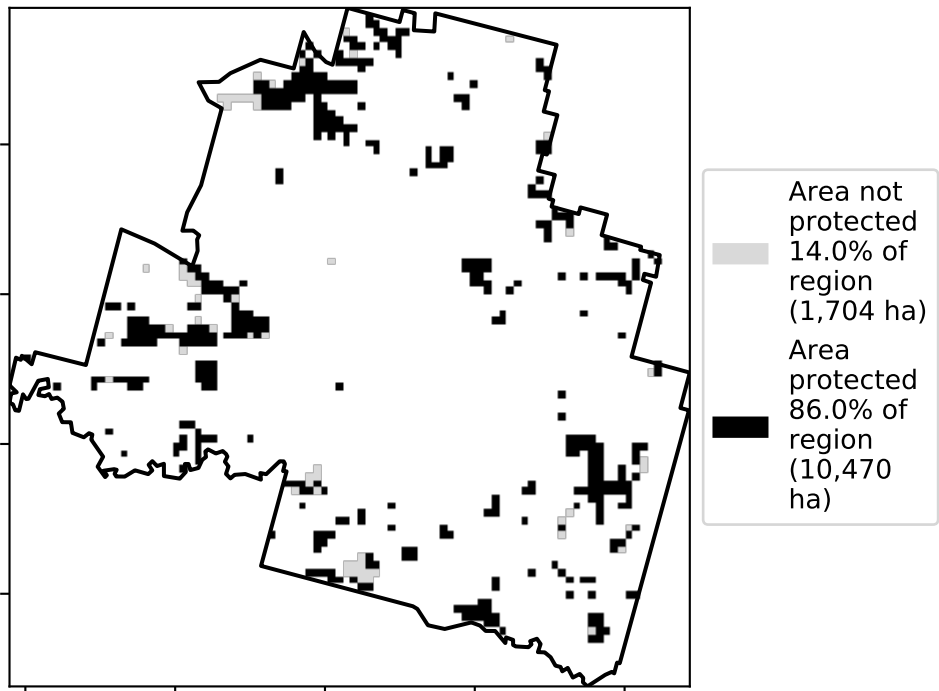 Area not
protected
14.0% of
region
(1,704 ha)
Area
protected
86.0% of
region
(10,470
ha)